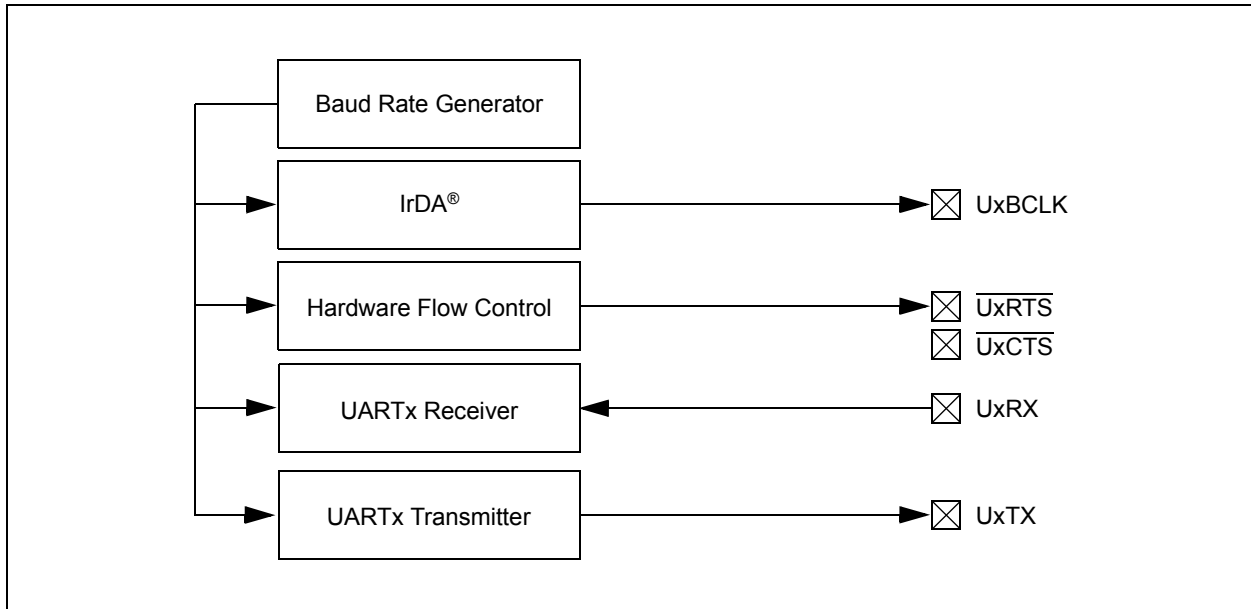 Baud Rate Generator
IrDA®
UxBCLK
Hardware Flow Control
UxRTS
UxCTS
UARTx Receiver
UxRX
UARTx Transmitter
UxTX